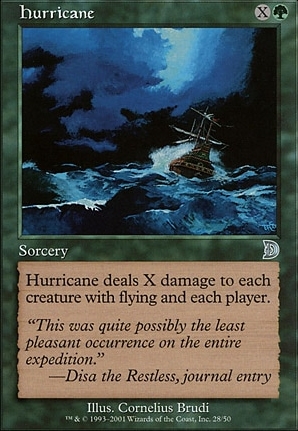 Hurricane X
Sorcery
Hurricane deals X damage to each
creature with flying and each player.
“This was quite possibly the least
pleasant occurrence on the entire
expedition.”
—Disa the Restless, journal entry
Illus. Cornelius Brudi
™ & © 1993–2001 Wizards of the Coast, Inc. 28/50